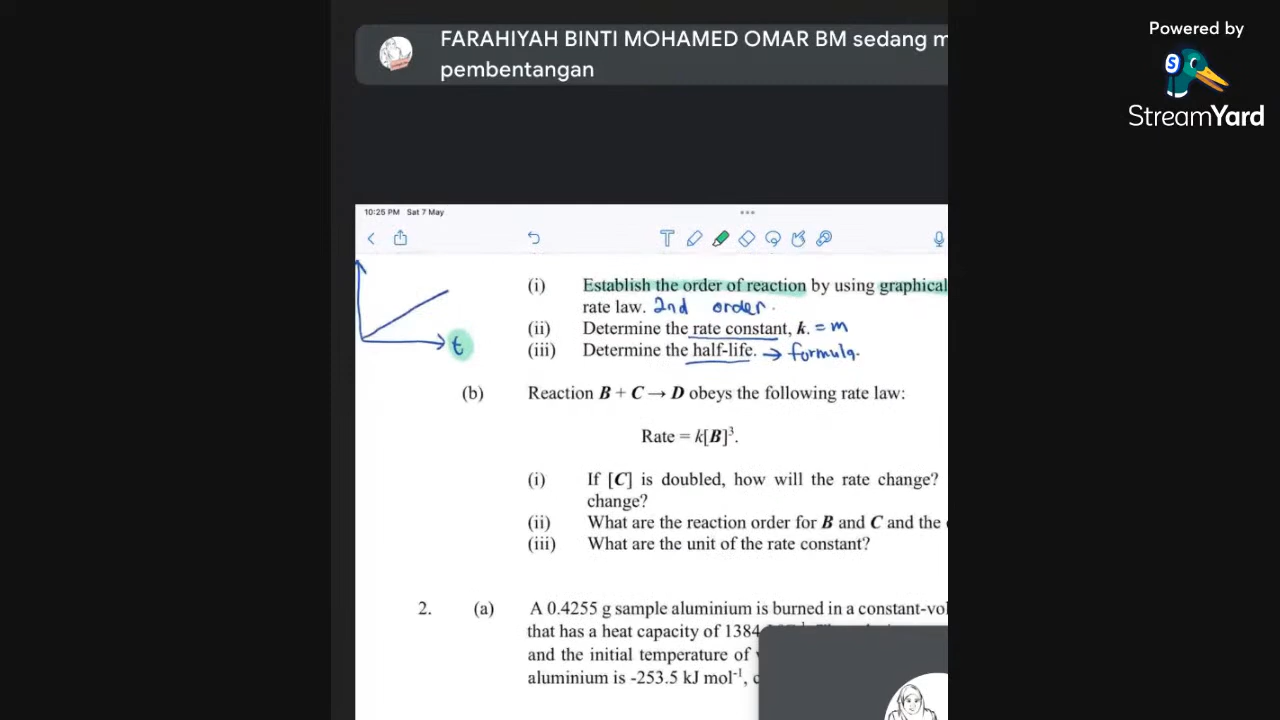 FARAHIYAH BINTI MOHAMED OMAR BM sedang
pembentangan
Powered by
StreamYard
10:25 PM Sat 7 May
(i) Establish the order of reaction by using graphical
rate law. 2nd order.
(ii) Determine the rate constant, k. = m
(iii) Determine the half-life. → formula.
t
(b) Reaction B + C → D obeys the following rate law:
Rate = k[B]³.
(i) If [C] is doubled, how will the rate change?
change?
(ii) What are the reaction order for B and C and the
(iii) What are the unit of the rate constant?
2. (a) A 0.4255 g sample aluminium is burned in a constant-vo
that has a heat capacity of 1384
and the initial temperature of
aluminium is -253.5 kJ mol⁻¹,